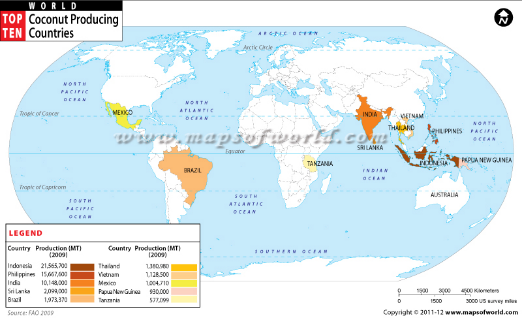 WORLD
TOP TEN
Coconut Producing
Countries
N
ARCTIC OCEAN
Arctic Circle
NORTH PACIFIC OCEAN
NORTH ATLANTIC OCEAN
NORTH PACIFIC OCEAN
MEXICO
Tropic of Cancer
INDIA
VIETNAM
THAILAND
PHILIPPINES
www.mapsofworld.com
SRI LANKA
Equator
TANZANIA
INDONESIA
PAPUA NEW GUINEA
BRAZIL
INDIAN OCEAN
Tropic of Capricorn
AUSTRALIA
SOUTH PACIFIC OCEAN
SOUTH ATLANTIC OCEAN
SOUTHERN OCEAN
LEGEND
Country Production (MT) (2009) Country Production (MT) (2009)
Indonesia 21,565,700 Thailand 1,380,980
Philippines 15,667,600 Vietnam 1,128,500
India 10,148,000 Mexico 1,004,710
Sri Lanka 2,099,000 Papua New Guinea 930,000
Brazil 1,973,370 Tanzania 577,099
Source: FAO 2009
0 1500 3000 4500 Kilometers
0 1500 3000 US survey miles
Copyright © 2011-12 www.mapsofworld.com